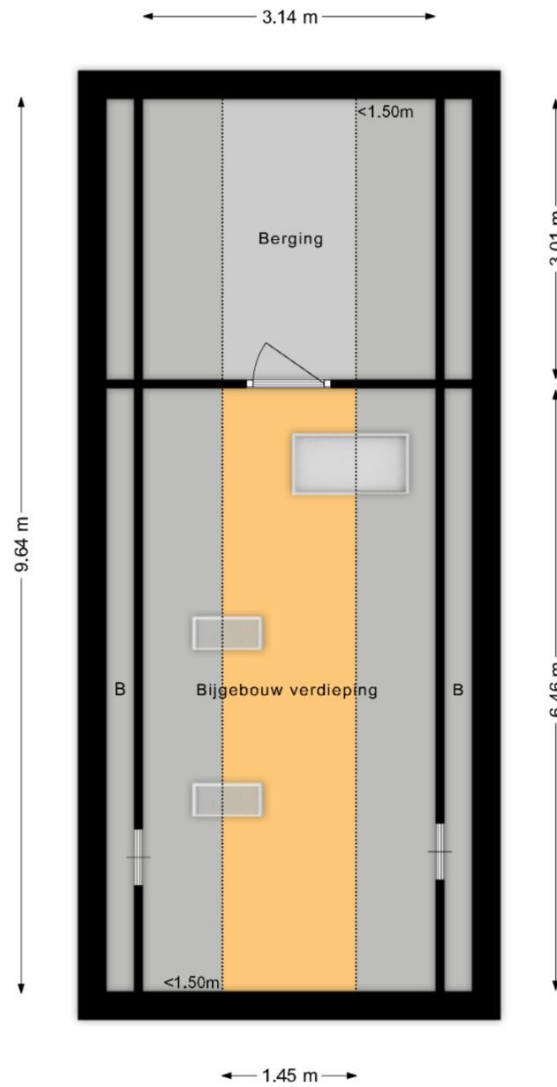 3.14 m
<1.50m
3.01 m
Berging
9.64 m
B
Bijgebouw verdieping
B
6.46 m
<1.50m
1.45 m